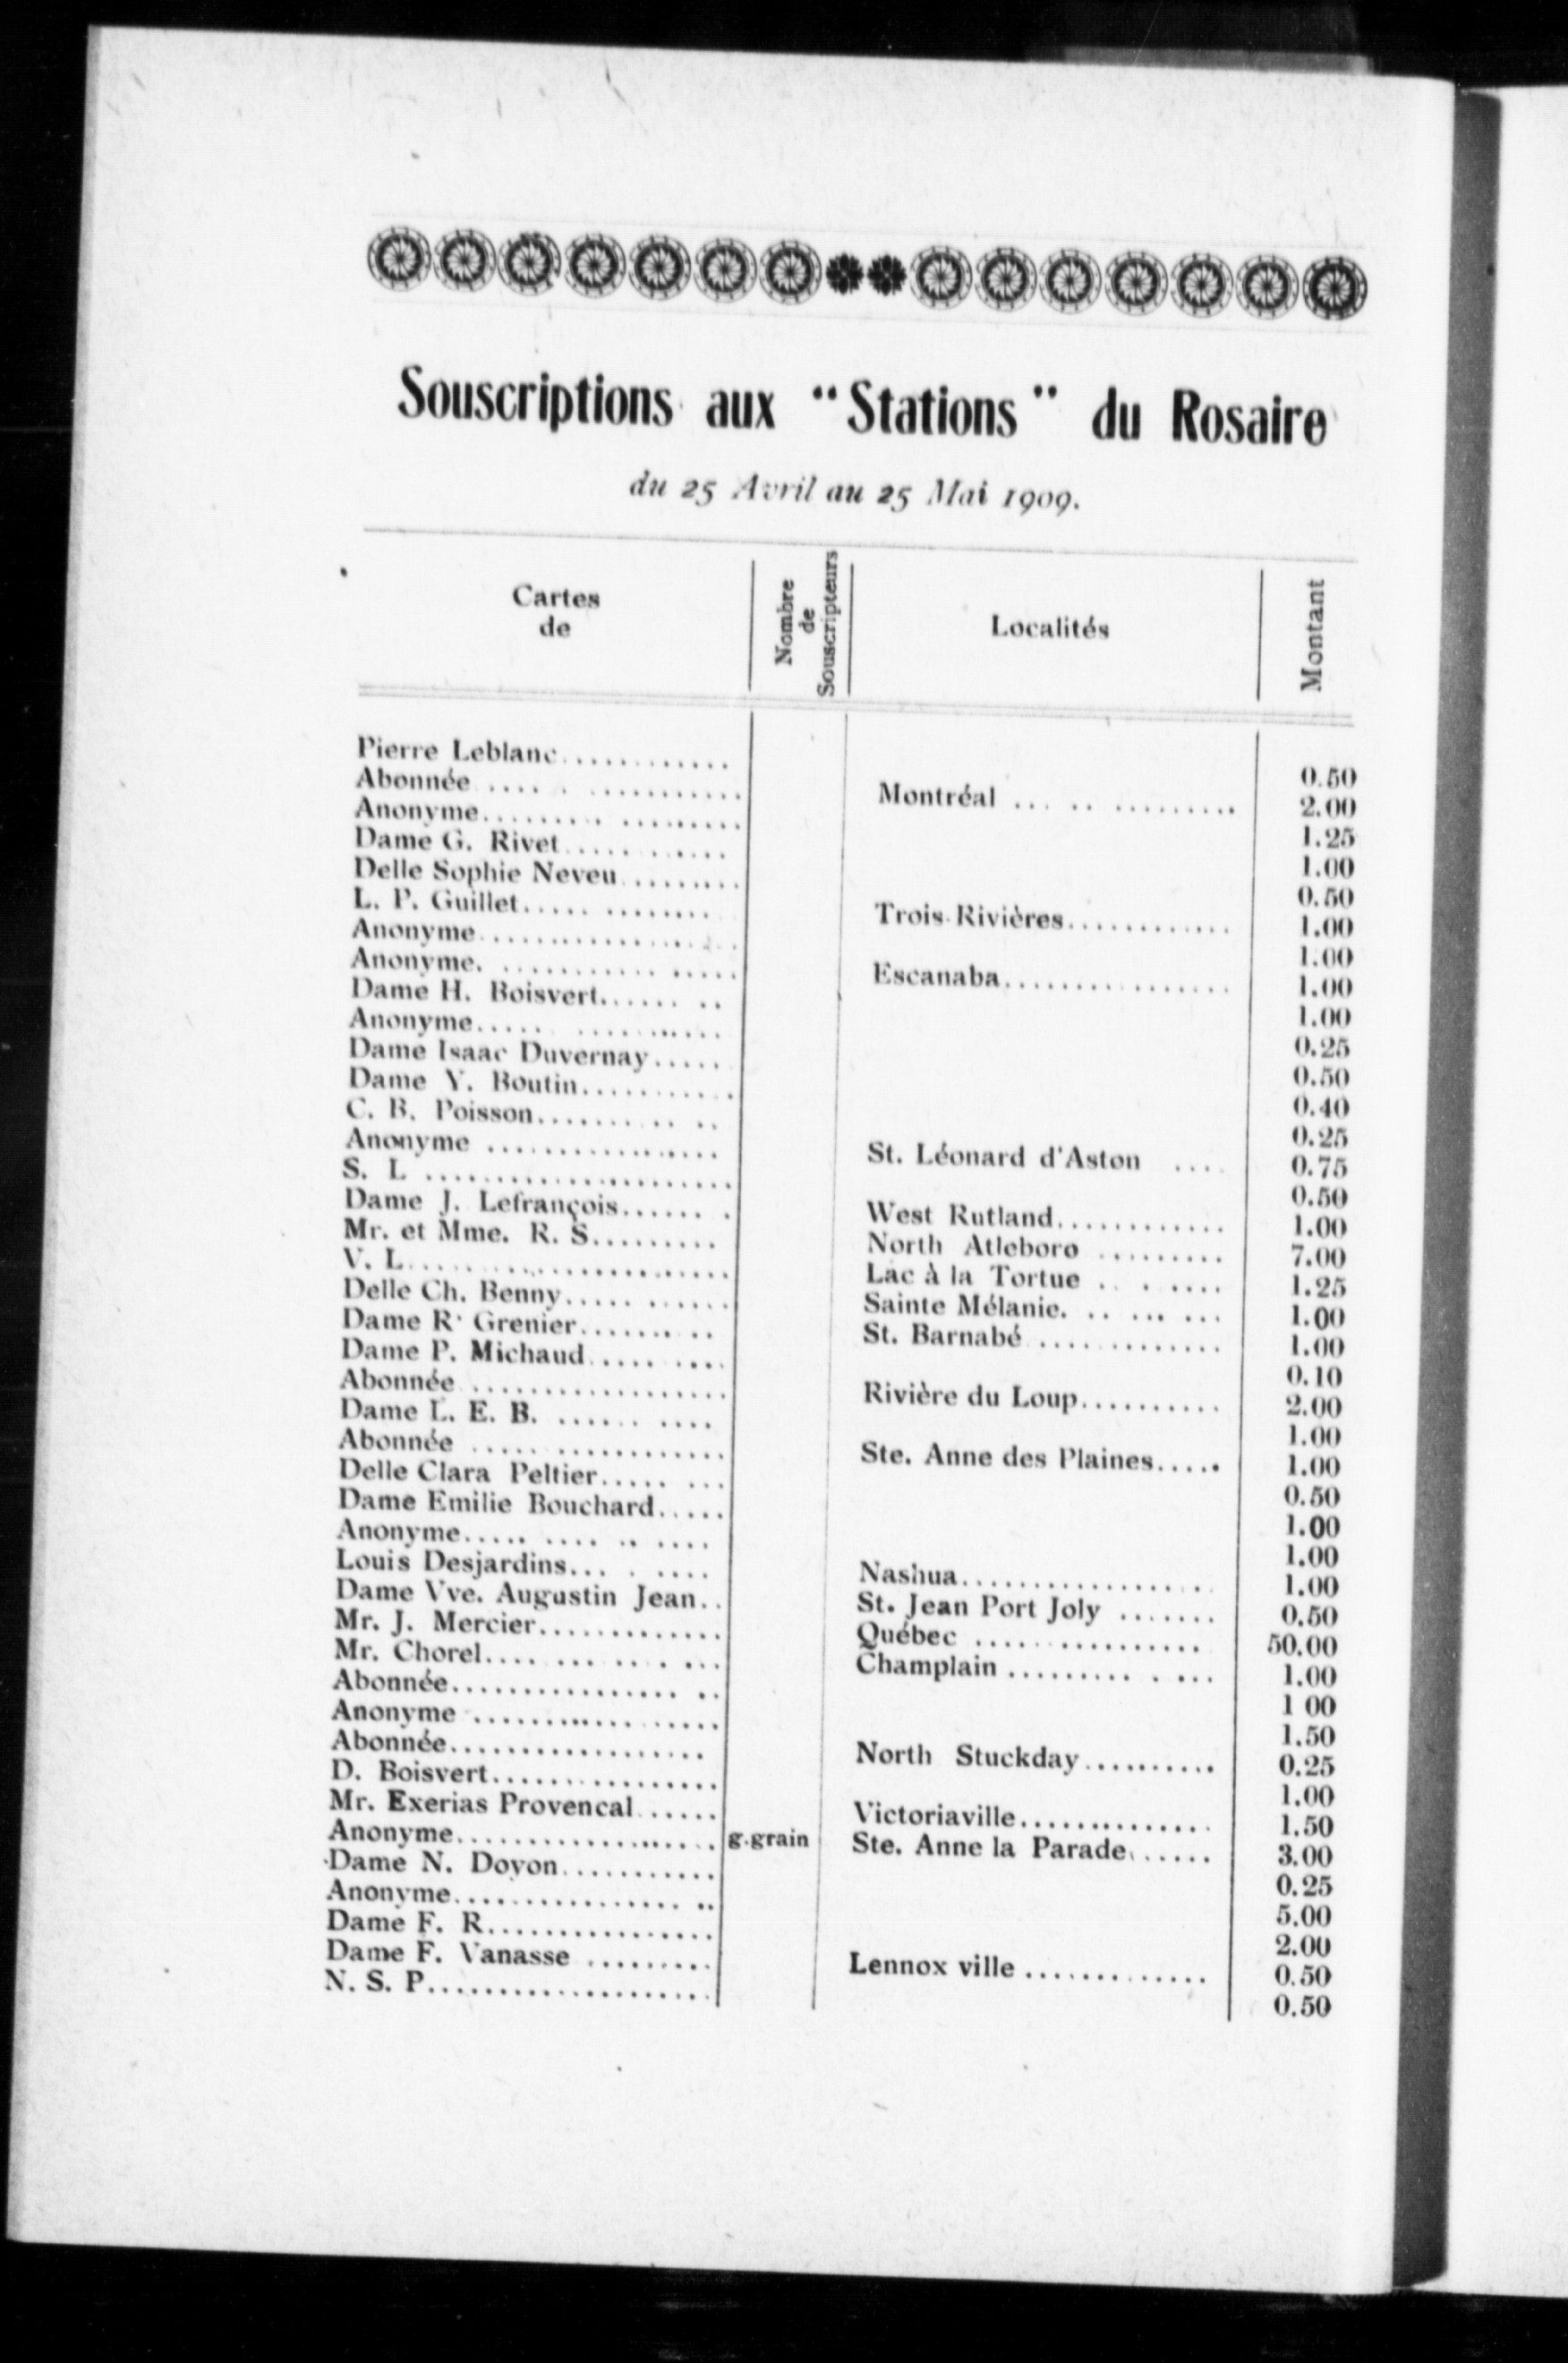 Souscriptions aux "Stations" du Rosaire
du 25 Avril au 25 Mai 1909.
Cartes
de
Nombre
de
Souscripteurs
Localités
Montant
Pierre Leblanc............ 0.50
Abonnée................ Montréal............... 2.00
Anonyme................. 1.25
Dame G. Rivet........... 1.00
Delle Sophie Neveu......... 0.50
L. P. Guillet............. Trois-Rivières............ 1.00
Anonyme.................. 1.00
Anonyme................. Escanaba................ 1.00
Dame H. Boisvert........ 1.00
Anonyme............... 0.25
Dame Isaac Duvernay..... 0.50
Dame Y. Boutin........... 0.40
C. B. Poisson............ 0.25
Anonyme ................ St. Léonard d'Aston .... 0.75
S. L ...................... 0.50
Dame J. Lefrançois....... West Rutland............ 1.00
Mr. et Mme. R. S......... North Atleboro ......... 7.00
V. L....................... Lac à la Tortue ....... 1.25
Delle Ch. Benny........... Sainte Mélanie......... 1.00
Dame R· Grenier......... St. Barnabé ............. 1.00
Dame P. Michaud.......... 0.10
Abonnée .................. Rivière du Loup.......... 2.00
Dame L. E. B. .......... 1.00
Abonnée ................. Ste. Anne des Plaines..... 1.00
Delle Clara Peltier........ 0.50
Dame Emilie Bouchard..... 1.00
Anonyme............... 1.00
Louis Desjardins........ Nashua.................. 1.00
Dame Vve. Augustin Jean.. St. Jean Port Joly ....... 0.50
Mr. J. Mercier............. Québec ................ 50.00
Mr. Chorel............... Champlain ............. 1.00
Abonnée.................. 1 00
Anonyme .................. 1.50
Abonnée.................. North Stuckday.......... 0.25
D. Boisvert................ 1.00
Mr. Exerias Provencal...... Victoriaville.............. 1.50
Anonyme.................. g.grain Ste. Anne la Parade...... 3.00
Dame N. Doyon........... 0.25
Anonyme.................. 5.00
Dame F. R................ 2.00
Dame F. Vanasse ......... Lennox ville ............. 0.50
N. S. P.................... 0.50